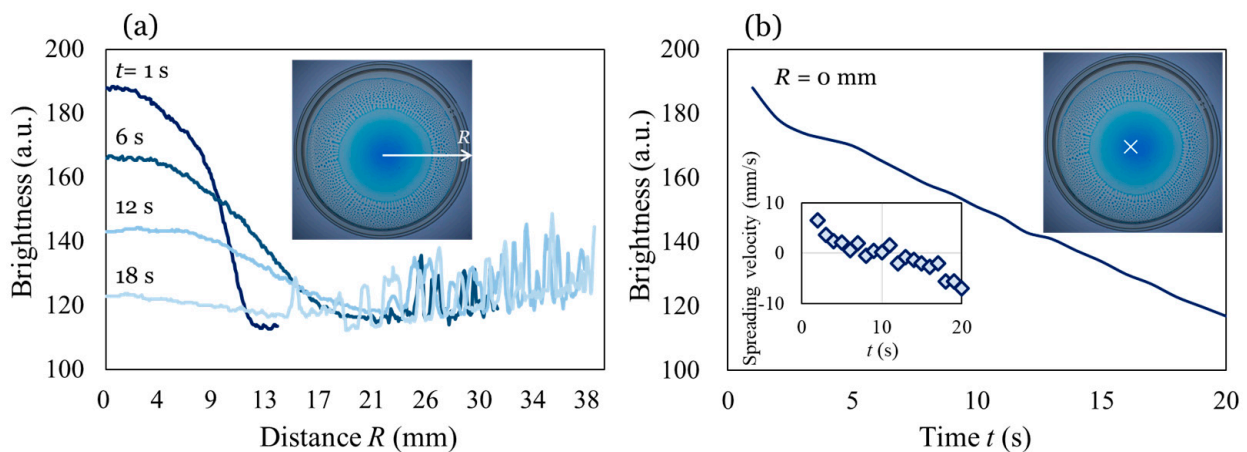 (a)
200
180
160
140
120
100
Brightness (a.u.)
t= 1 s
6 s
12 s
18 s
R
0 4 9 13 17 21 26 30 34 38
Distance R (mm)
(b)
200
180
160
140
120
100
Brightness (a.u.)
R = 0 mm
Spreading velocity (mm/s)
10
0
-10
0 10 20
t (s)
0 5 10 15 20
Time t (s)